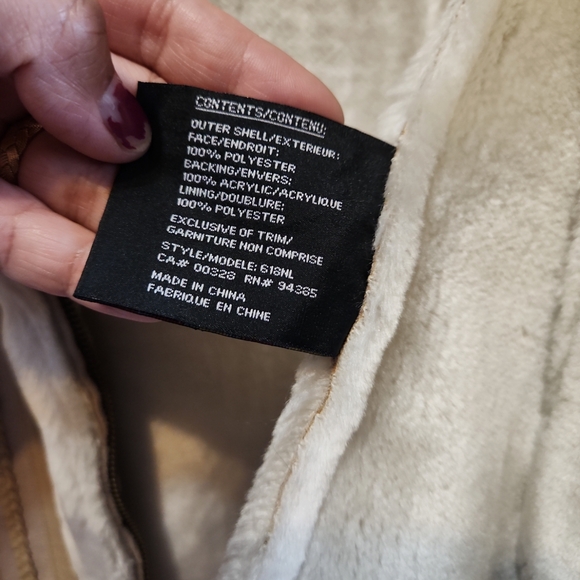 CONTENTS/CONTENU:
OUTER SHELL/EXTERIEUR:
FACE/ENDROIT:
100% POLYESTER
BACKING/ENVERS:
100% ACRYLIC/ACRYLIQUE
LINING/DOUBLURE:
100% POLYESTER
EXCLUSIVE OF TRIM/
GARNITURE NON COMPRISE
STYLE/MODELE: 618NL
CA# 00328 RN# 94385
MADE IN CHINA
FABRIQUE EN CHINE